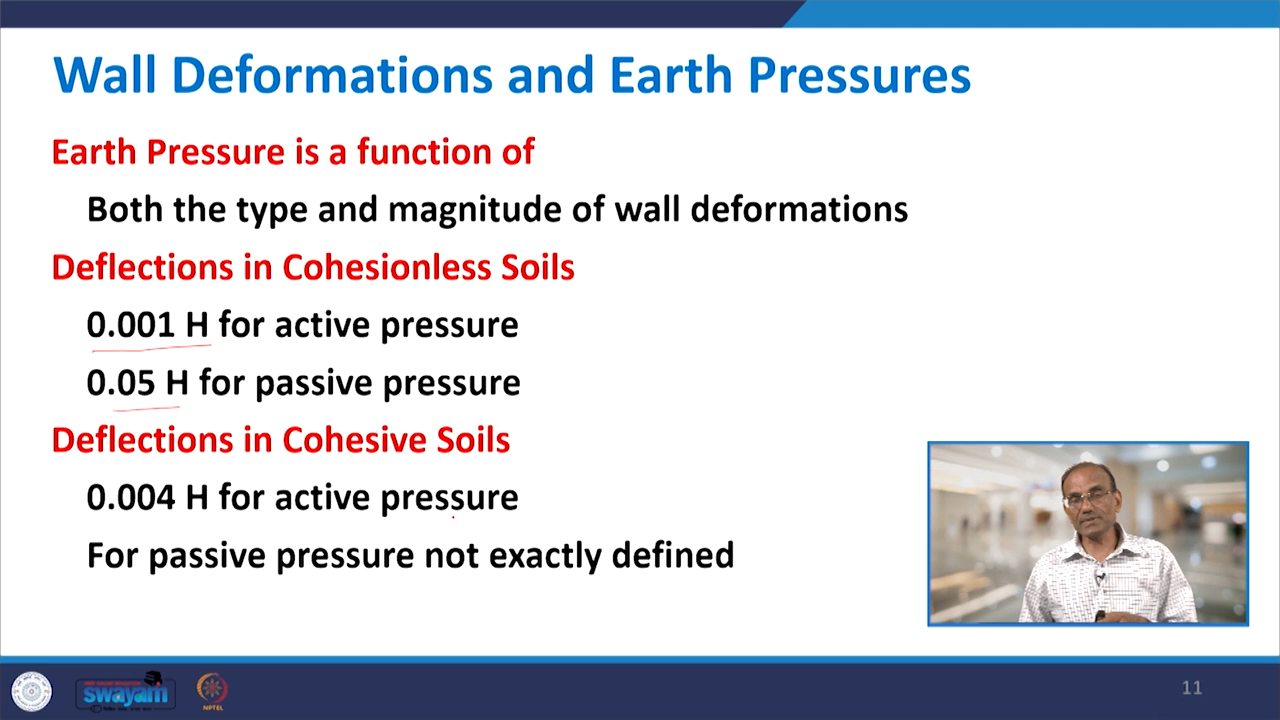 Wall Deformations and Earth Pressures
Earth Pressure is a function of
Both the type and magnitude of wall deformations
Deflections in Cohesionless Soils
0.001 H for active pressure
0.05 H for passive pressure
Deflections in Cohesive Soils
0.004 H for active pressure
For passive pressure not exactly defined
swayam
NPTEL
11